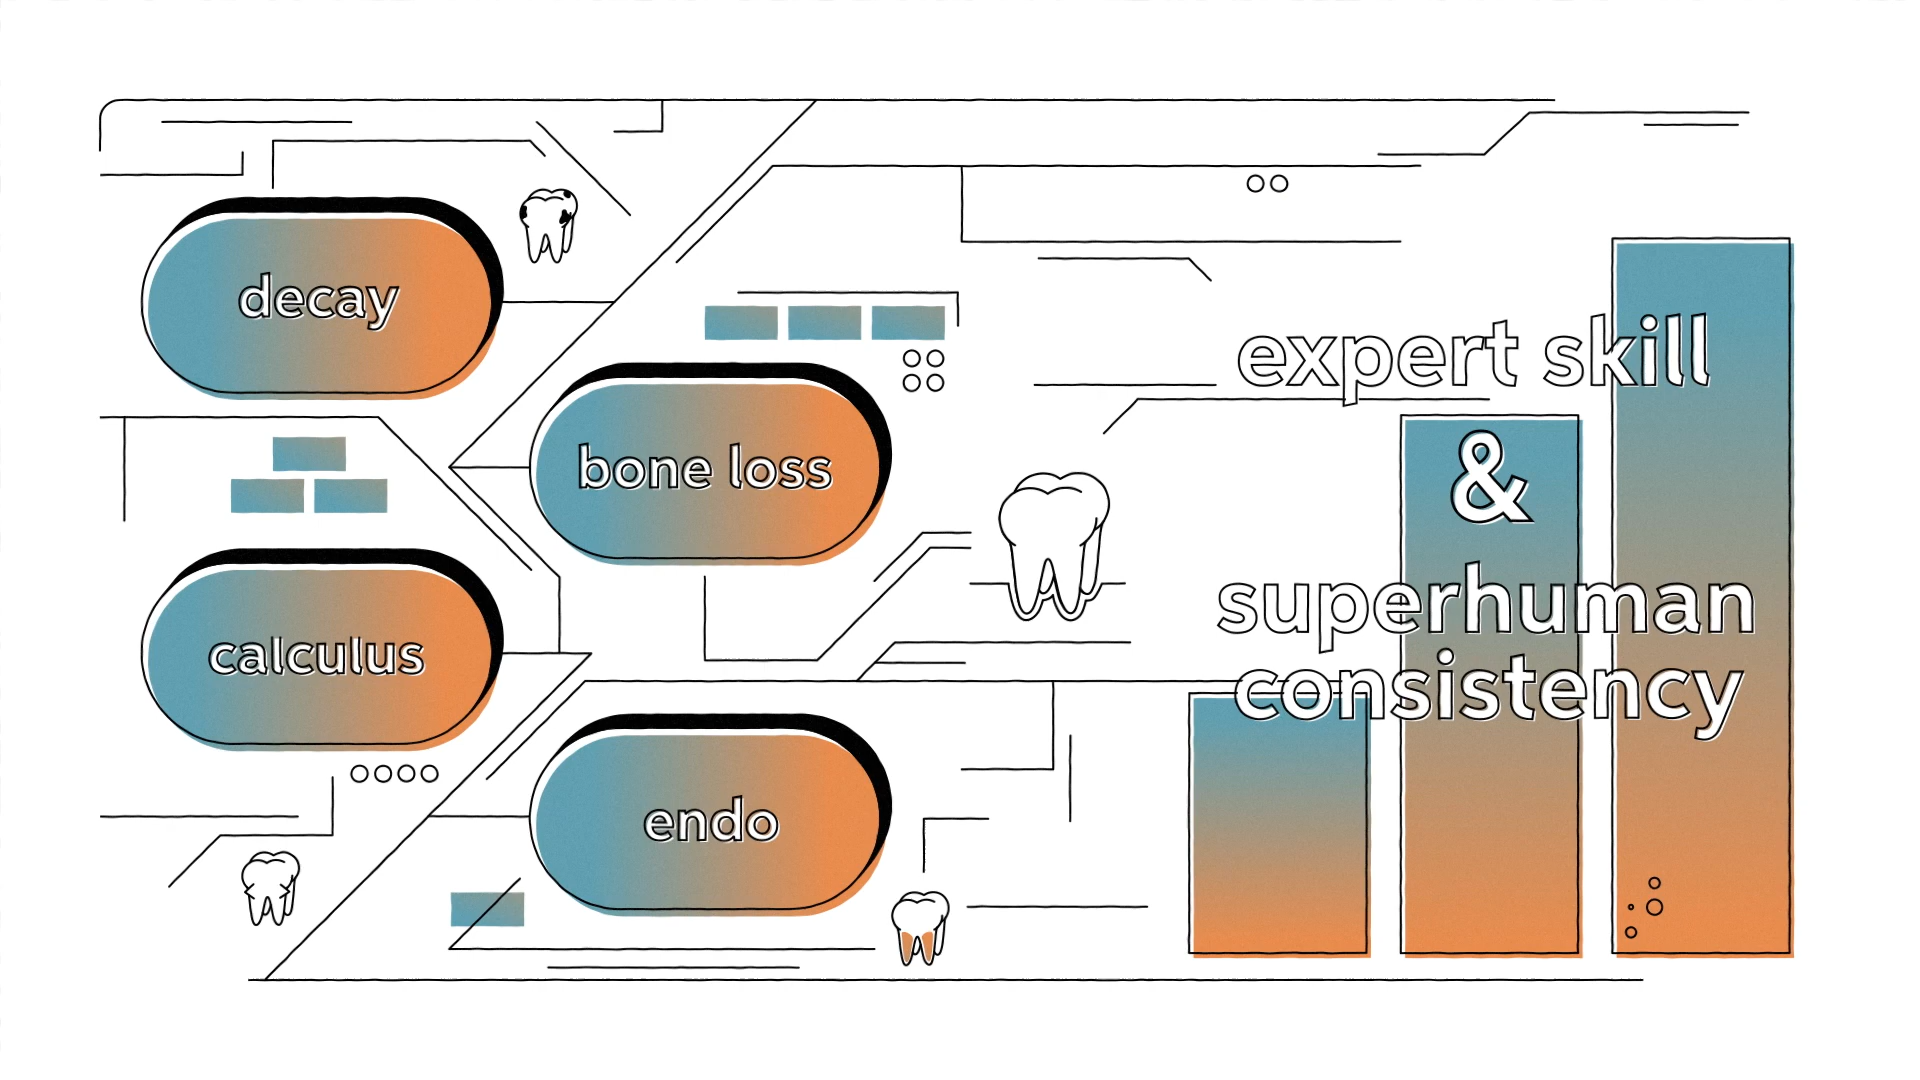 decay
bone loss
calculus
endo
expert skill
&
superhuman
consistency